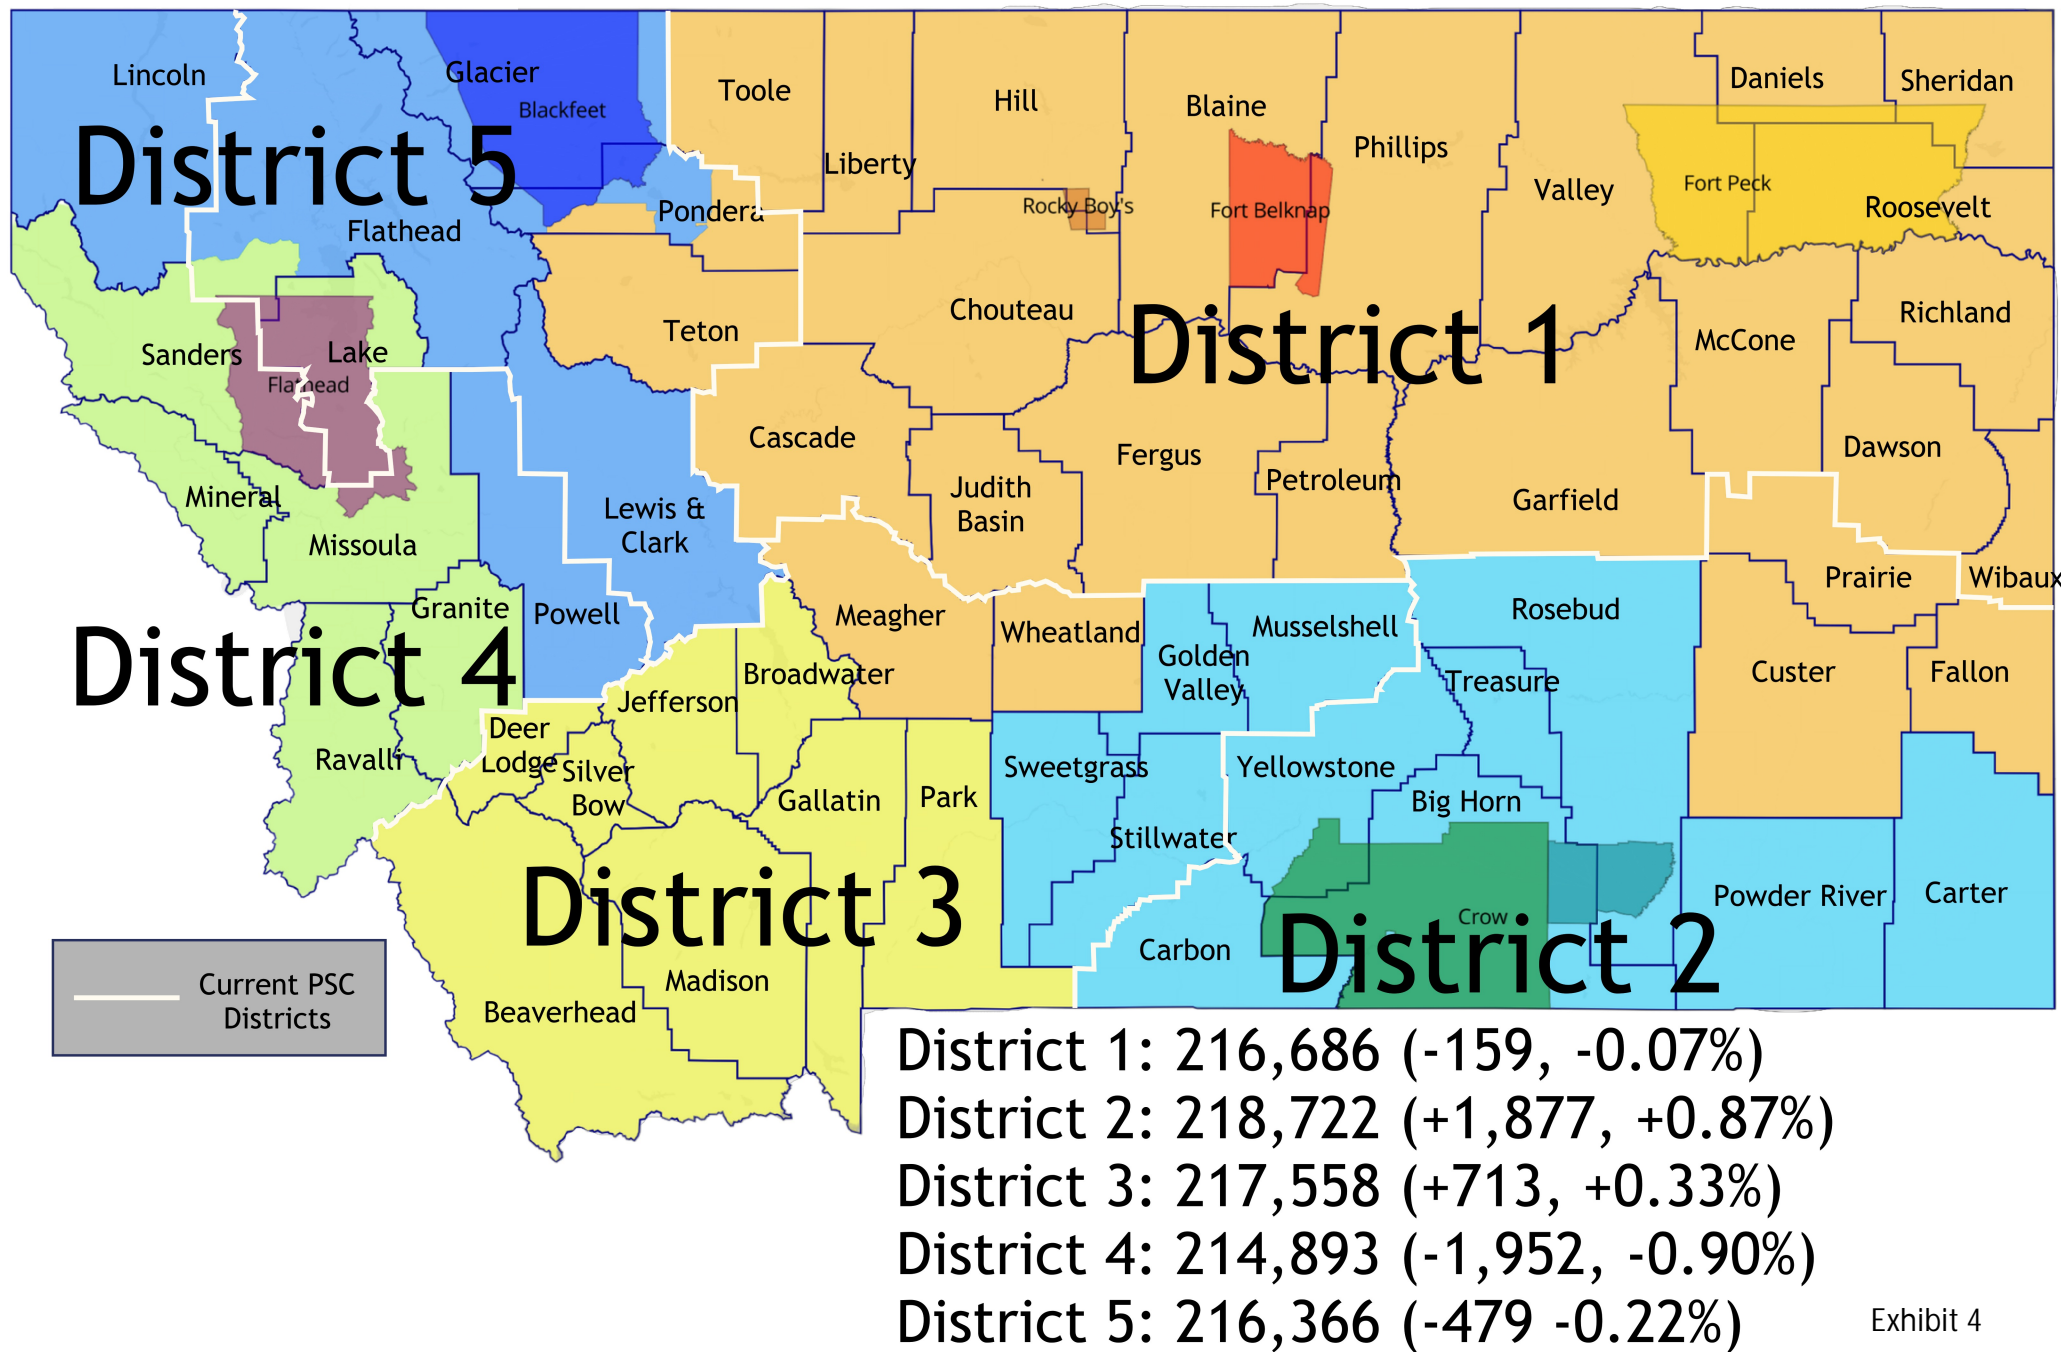 Lincoln
Glacier
Blackfeet
Toole
Hill
Blaine
Daniels
Sheridan
District 5
Liberty
Phillips
Valley
Fort Peck
Roosevelt
Flathead
Pondera
Rocky Boy's
Fort Belknap
Teton
Chouteau
District 1
McCone
Richland
Sanders
Lake
Flathead
Cascade
Fergus
Judith
Basin
Petroleum
Garfield
Dawson
Mineral
Missoula
Lewis &
Clark
Granite
Powell
Meagher
Wheatland
Golden
Valley
Musselshell
Rosebud
Prairie
Wibaux
District 4
Jefferson
Broadwater
Treasure
Custer
Fallon
Deer
Lodge
Silver
Bow
Ravalli
Gallatin
Park
Sweetgrass
Stillwater
Yellowstone
Big Horn
Powder River
Carter
District 3
Crow
District 2
Carbon
Madison
Beaverhead
Current PSC
Districts
District 1: 216,686 (-159, -0.07%)
District 2: 218,722 (+1,877, +0.87%)
District 3: 217,558 (+713, +0.33%)
District 4: 214,893 (-1,952, -0.90%)
District 5: 216,366 (-479 -0.22%)
Exhibit 4